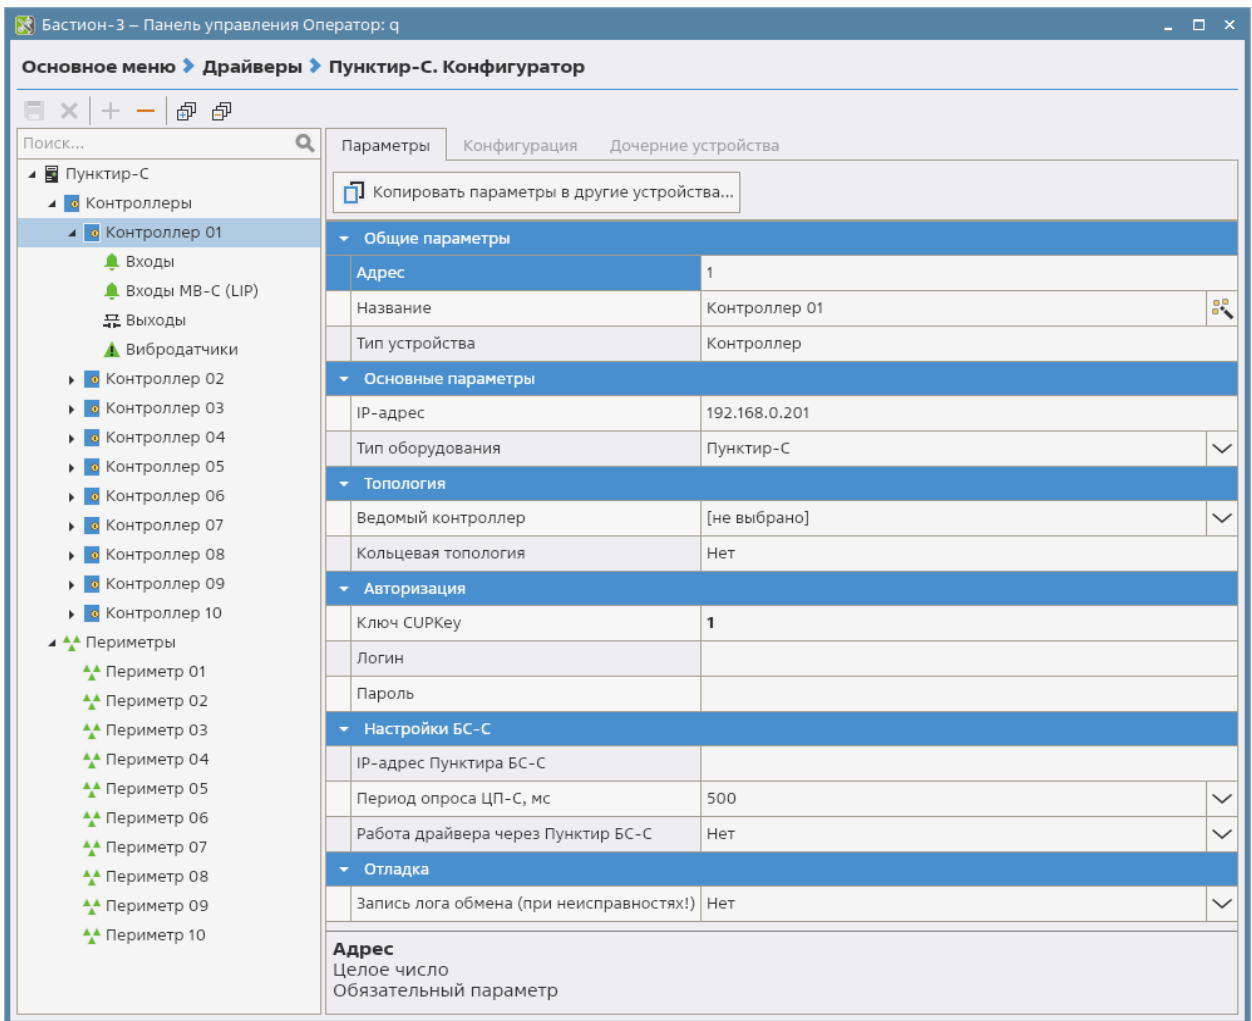 Бастион-3 – Панель управления Оператор: q
Основное меню Драйверы Пунктир-С. Конфигуратор
Поиск...
Пунктир-С
Контроллеры
Контроллер 01
Входы
Входы МВ-С (LIP)
Выходы
Вибродатчики
Контроллер 02
Контроллер 03
Контроллер 04
Контроллер 05
Контроллер 06
Контроллер 07
Контроллер 08
Контроллер 09
Контроллер 10
Периметры
Периметр 01
Периметр 02
Периметр 03
Периметр 04
Периметр 05
Периметр 06
Периметр 07
Периметр 08
Периметр 09
Периметр 10
Параметры Конфигурация Дочерние устройства
Копировать параметры в другие устройства...
Общие параметры
Адрес 1
Название Контроллер 01
Тип устройства Контроллер
Основные параметры
IP-адрес 192.168.0.201
Тип оборудования Пунктир-С
Топология
Ведомый контроллер [не выбрано]
Кольцевая топология Нет
Авторизация
Ключ CUPKey 1
Логин
Пароль
Настройки БС-С
IP-адрес Пунктира БС-С
Период опроса ЦП-С, мс 500
Работа драйвера через Пунктир БС-С Нет
Отладка
Запись лога обмена (при неисправностях!) Нет
Адрес
Целое число
Обязательный параметр